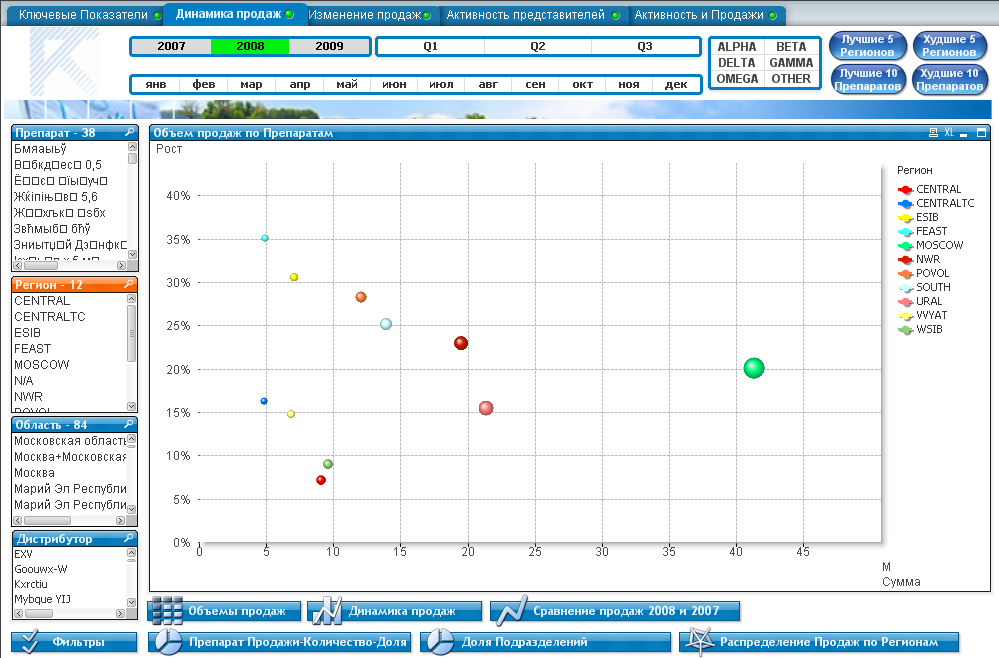 Ключевые Показатели
Динамика продаж
Изменение продаж
Активность представителей
Активность и Продажи
2007 2008 2009
Q1 Q2 Q3
ALPHA BETA
DELTA GAMMA
OMEGA OTHER
Лучшие 5 Регионов
Худшие 5 Регионов
Лучшие 10 Препаратов
Худшие 10 Препаратов
янв фев мар апр май июн июл авг сен окт ноя дек
Препарат - 38
Регион - 12
CENTRAL
CENTRALTC
ESIB
FEAST
MOSCOW
N/A
NWR
POVOL
Область - 84
Московская область
Москва+Московская
Москва
Марий Эл Республи
Марий Эл Республи
Дистрибутор
EXV
Goouwx-W
Kxrctiu
Mybque YIJ
Объем продаж по Препаратам
XL
Рост
40%
35%
30%
25%
20%
15%
10%
5%
0%
0 5 10 15 20 25 30 35 40 45
М
Сумма
Регион
CENTRAL
CENTRALTC
ESIB
FEAST
MOSCOW
NWR
POVOL
SOUTH
URAL
VVYAT
WSIB
Объемы продаж
Динамика продаж
Сравнение продаж 2008 и 2007
Фильтры
Препарат Продажи-Количество-Доля
Доля Подразделений
Распределение Продаж по Регионам